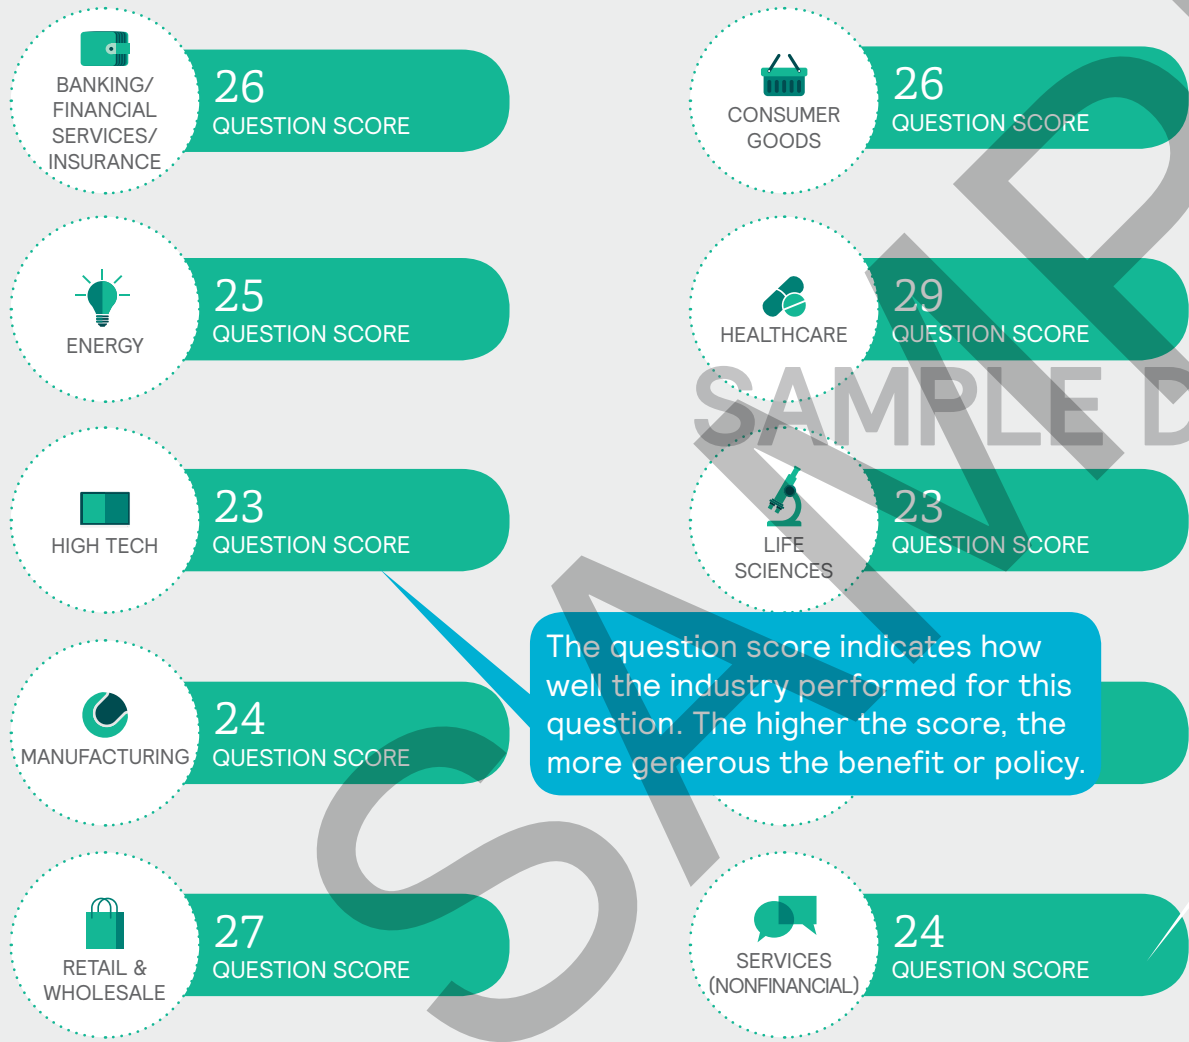 BANKING/
FINANCIAL
SERVICES/
INSURANCE
26
QUESTION SCORE
CONSUMER
GOODS
26
QUESTION SCORE
ENERGY
25
QUESTION SCORE
HEALTHCARE
29
QUESTION SCORE
SAMPLE D
HIGH TECH
23
QUESTION SCORE
LIFE
SCIENCES
23
QUESTION SCORE
The question score indicates how
well the industry performed for this
question. The higher the score, the
more generous the benefit or policy.
MANUFACTURING
24
QUESTION SCORE
RETAIL &
WHOLESALE
27
QUESTION SCORE
SERVICES
(NONFINANCIAL)
24
QUESTION SCORE
SAMP